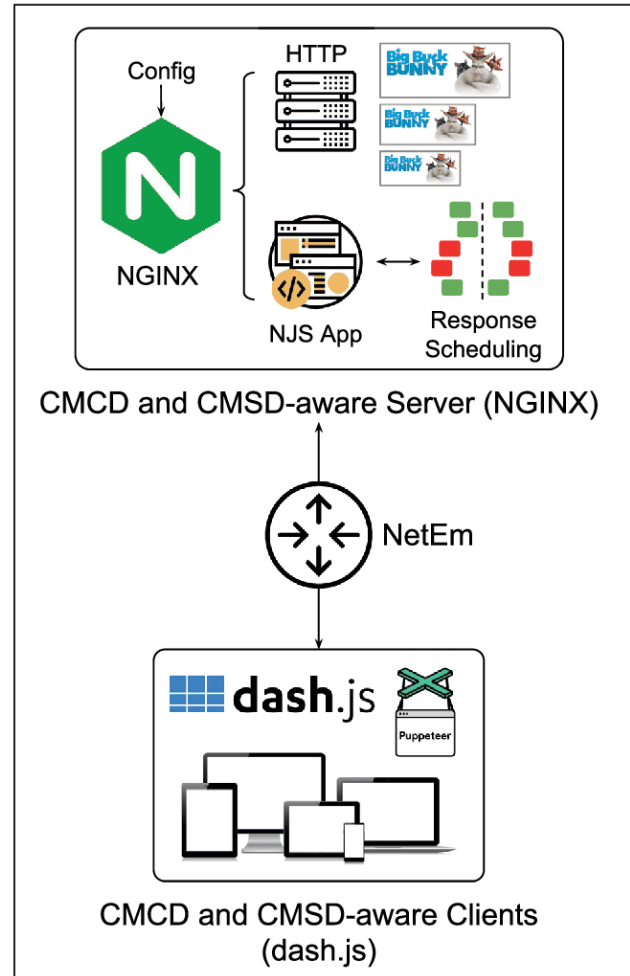 HTTP
Config
Big Buck
BUNNY
Big Buck
BUNNY
Big Buck
BUNNY
N
NGINX
NJS App
Response
Scheduling
CMCD and CMSD-aware Server (NGINX)
NetEm
dash.js
Puppeteer
CMCD and CMSD-aware Clients
(dash.js)